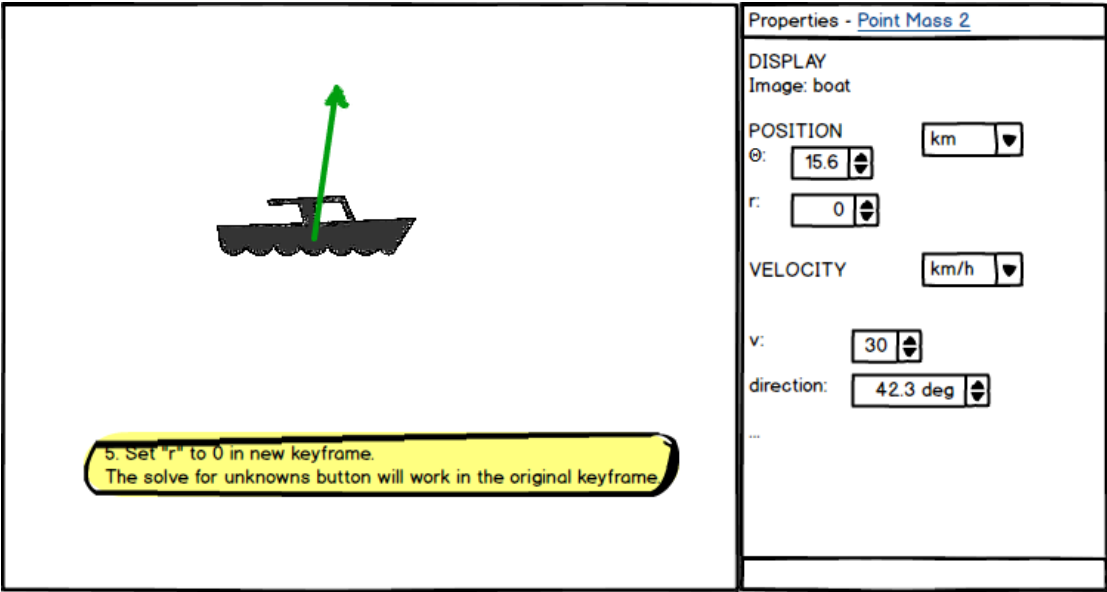 Properties - Point Mass 2
DISPLAY
Image: boat
POSITION
km
Θ:
15.6
r:
0
VELOCITY
km/h
v:
30
direction:
42.3 deg
...
5. Set "r" to 0 in new keyframe.
The solve for unknowns button will work in the original keyframe.